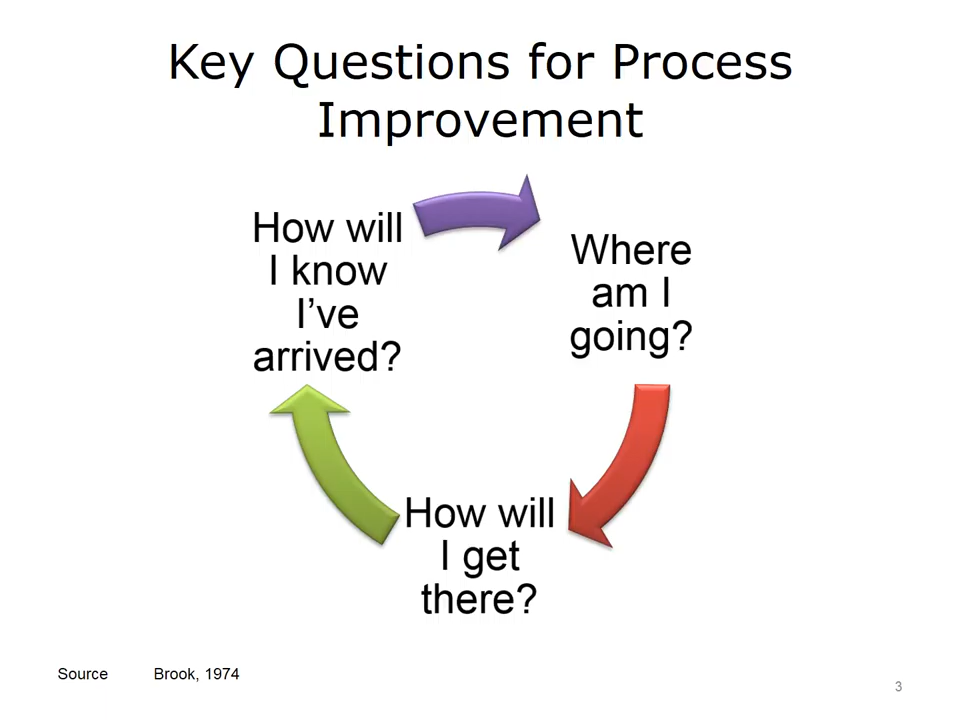 Key Questions for Process
Improvement
How will
I know
I’ve
arrived?
Where
am I
going?
How will
I get
there?
Source Brook, 1974
3